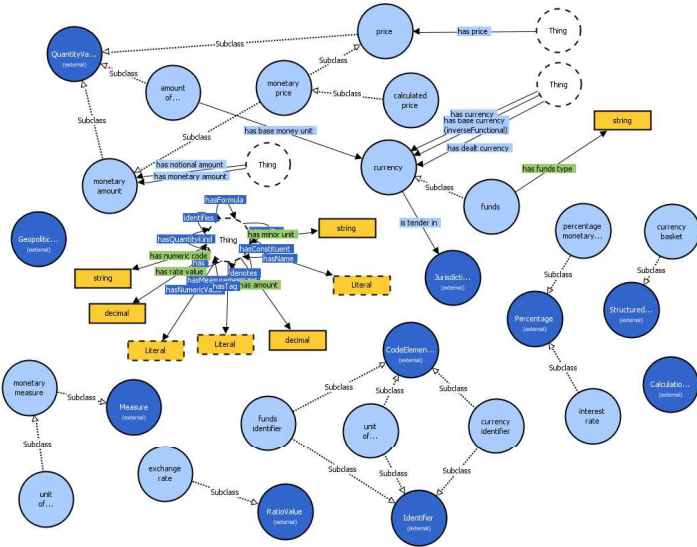 price
has price
Thing
QuantityVa...
(external)
Subclass
Subclass
Subclass
Thing
amount
of...
monetary
price
Subclass
calculated
price
has currency
has base currency
(inverseFunctional)
has dealt currency
string
Subclass
Subclass
has base money unit
has notional amount
has monetary amount
Thing
monetary
amount
currency
Subclass
has funds type
funds
hasFormula
identifies
has minor unit
string
is tender in
percentage
monetary...
currency
basket
Geopolitic...
(external)
hasQuantityKind
Thing
hasConstituent
has numeric code
has
hasName
string
has rate value
denotes
hasNumericValue
hasTag
has amount
Literal
Jurisdicti...
(external)
Subclass
Subclass
decimal
Literal
Literal
decimal
Percentage
(external)
Structured...
(external)
CodeElemen...
(external)
monetary
measure
Subclass
Measure
(external)
Subclass
Subclass
Subclass
Subclass
Calculatio...
(external)
funds
identifier
unit
of...
currency
identifier
interest
rate
Subclass
Subclass
Subclass
Subclass
exchange
rate
Subclass
unit
of...
RatioValue
(external)
Identifier
(external)